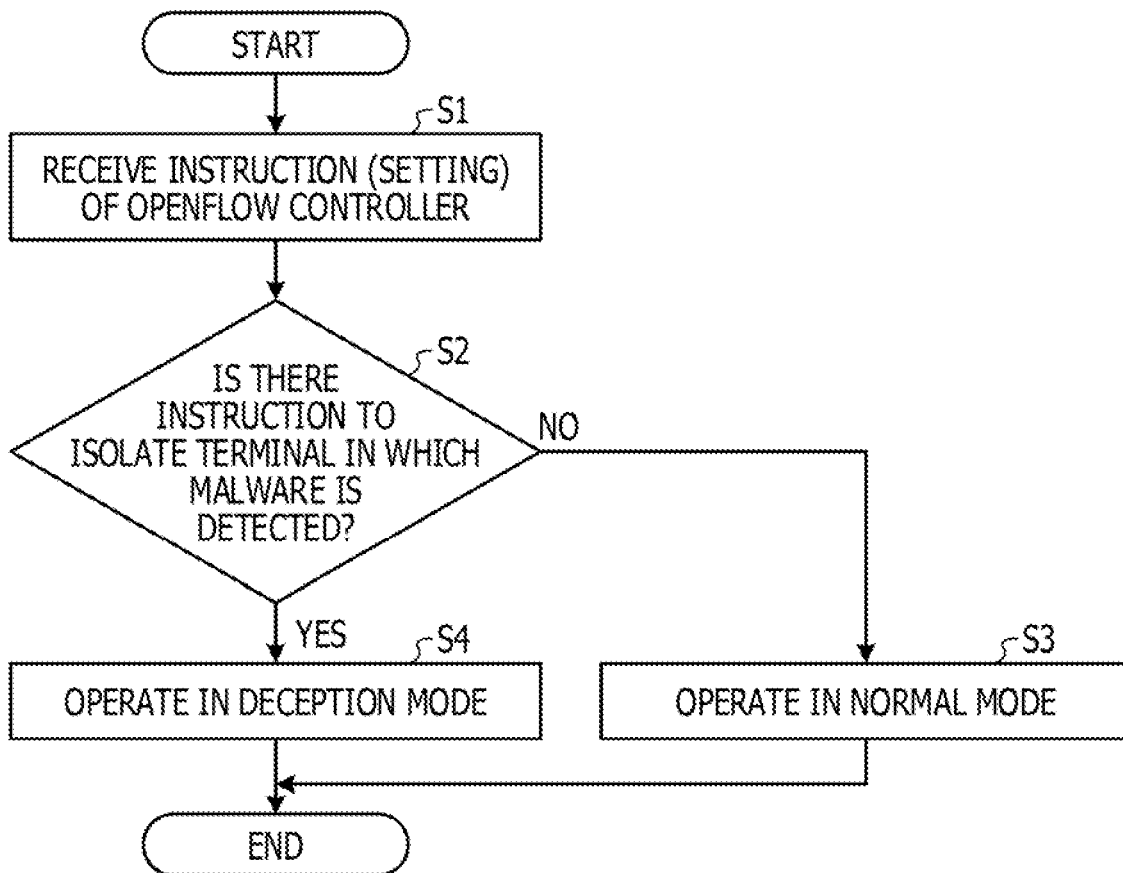 START
S1
RECEIVE INSTRUCTION (SETTING)
OF OPENFLOW CONTROLLER
S2
IS THERE
INSTRUCTION TO
ISOLATE TERMINAL IN WHICH
MALWARE IS
DETECTED?
NO
YES
S4
OPERATE IN DECEPTION MODE
S3
OPERATE IN NORMAL MODE
END